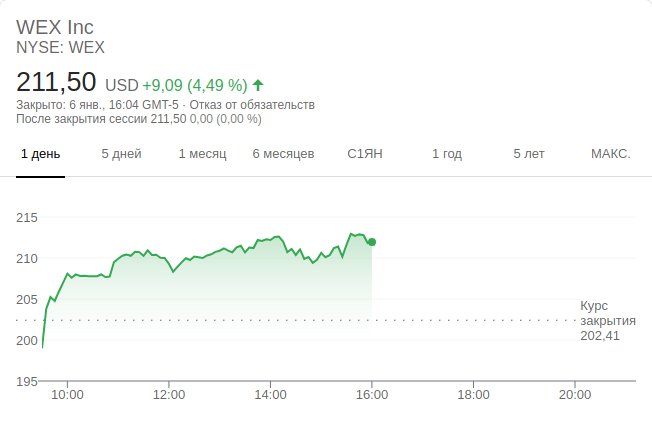 WEX Inc
NYSE: WEX
211,50 USD +9,09 (4,49 %)
Закрыто: 6 янв., 16:04 GMT-5 · Отказ от обязательств
После закрытия сессии 211,50 0,00 (0,00 %)
1 день 5 дней 1 месяц 6 месяцев С1ЯН 1 год 5 лет МАКС.
215
210
205
Курс
закрытия
202,41
200
195
10:00 12:00 14:00 16:00 18:00 20:00